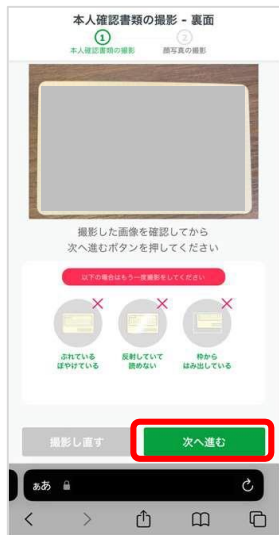 本人確認書類の撮影 - 裏面
1
本人確認書類の撮影
2
顔写真の撮影
撮影した画像を確認してから
次へ進むボタンを押してください
以下の場合はもう一度撮影をしてください
ぶれている
ぼやけている
反射していて
読めない
枠から
はみ出している
撮影し直す
次へ進む
ぁあ